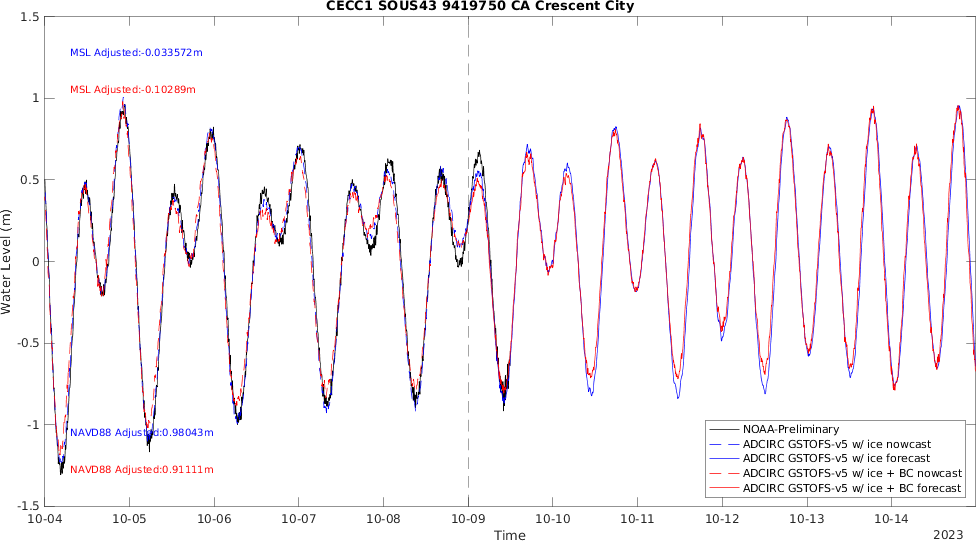 CECC1 SOUS43 9419750 CA Crescent City
1.5
MSL Adjusted:-0.033572m
MSL Adjusted:-0.10289m
1
0.5
0
-0.5
-1
-1.5
Water Level (m)
NAVD88 Adjusted:0.98043m
NAVD88 Adjusted:0.91111m
NOAA-Preliminary
ADCIRC GSTOFS-v5 w/ ice nowcast
ADCIRC GSTOFS-v5 w/ ice forecast
ADCIRC GSTOFS-v5 w/ ice + BC nowcast
ADCIRC GSTOFS-v5 w/ ice + BC forecast
10-04 10-05 10-06 10-07 10-08 10-09 10-10 10-11 10-12 10-13 10-14
Time
2023